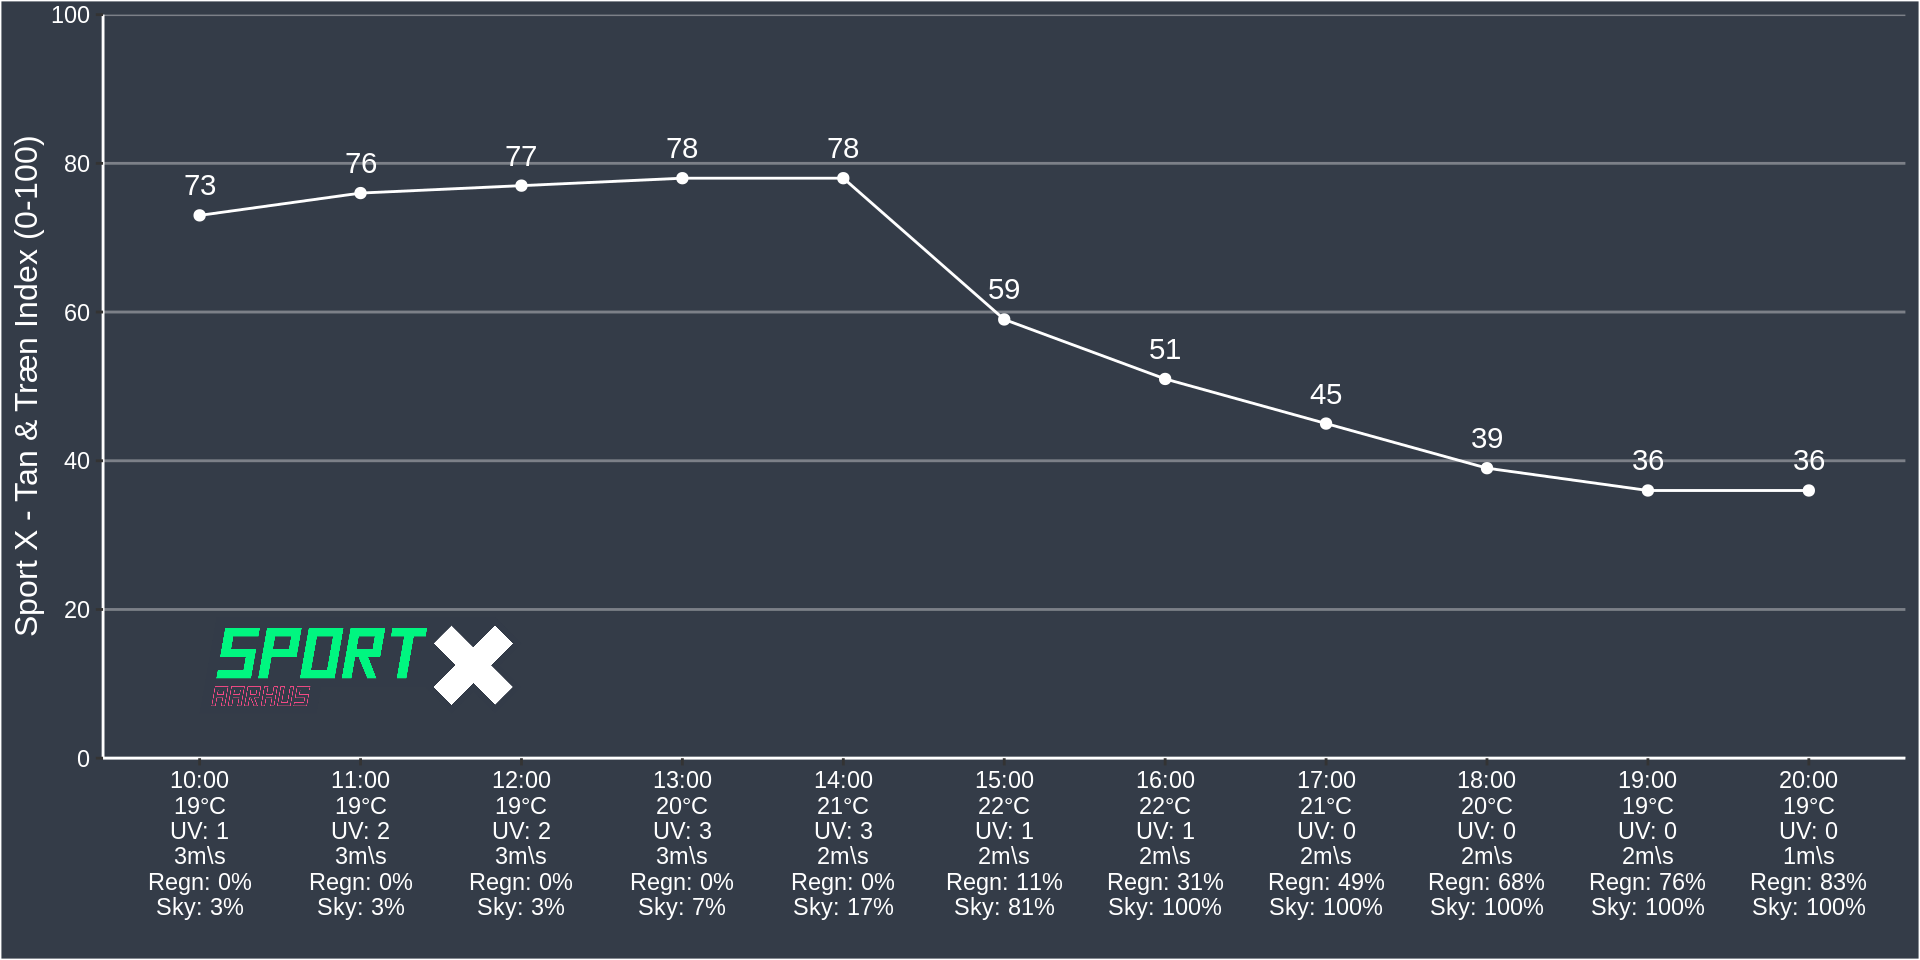 Sport X - Tan & Træn Index (0-100)
100
80
60
40
20
0
73
76
77
78
78
59
51
45
39
36
36
SPORT X
AARHUS
10:00
19°C
UV: 1
3m\s
Regn: 0%
Sky: 3%
11:00
19°C
UV: 2
3m\s
Regn: 0%
Sky: 3%
12:00
19°C
UV: 2
3m\s
Regn: 0%
Sky: 3%
13:00
20°C
UV: 3
3m\s
Regn: 0%
Sky: 7%
14:00
21°C
UV: 3
2m\s
Regn: 0%
Sky: 17%
15:00
22°C
UV: 1
2m\s
Regn: 11%
Sky: 81%
16:00
22°C
UV: 1
2m\s
Regn: 31%
Sky: 100%
17:00
21°C
UV: 0
2m\s
Regn: 49%
Sky: 100%
18:00
20°C
UV: 0
2m\s
Regn: 68%
Sky: 100%
19:00
19°C
UV: 0
2m\s
Regn: 76%
Sky: 100%
20:00
19°C
UV: 0
1m\s
Regn: 83%
Sky: 100%